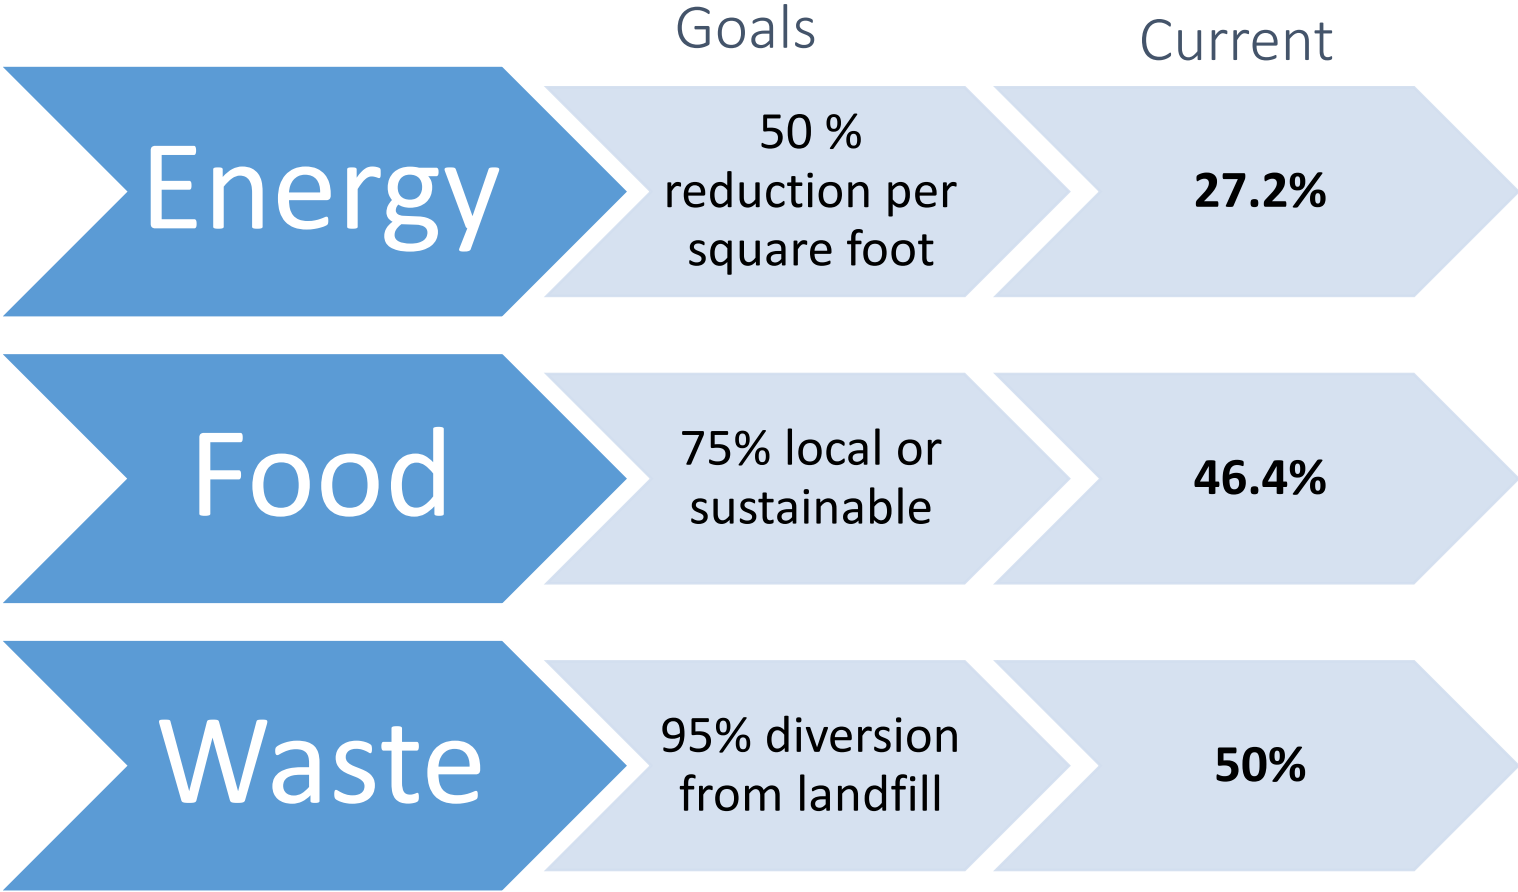 Goals
Current
Energy
50 %
reduction per
square foot
27.2%
Food
75% local or
sustainable
46.4%
Waste
95% diversion
from landfill
50%